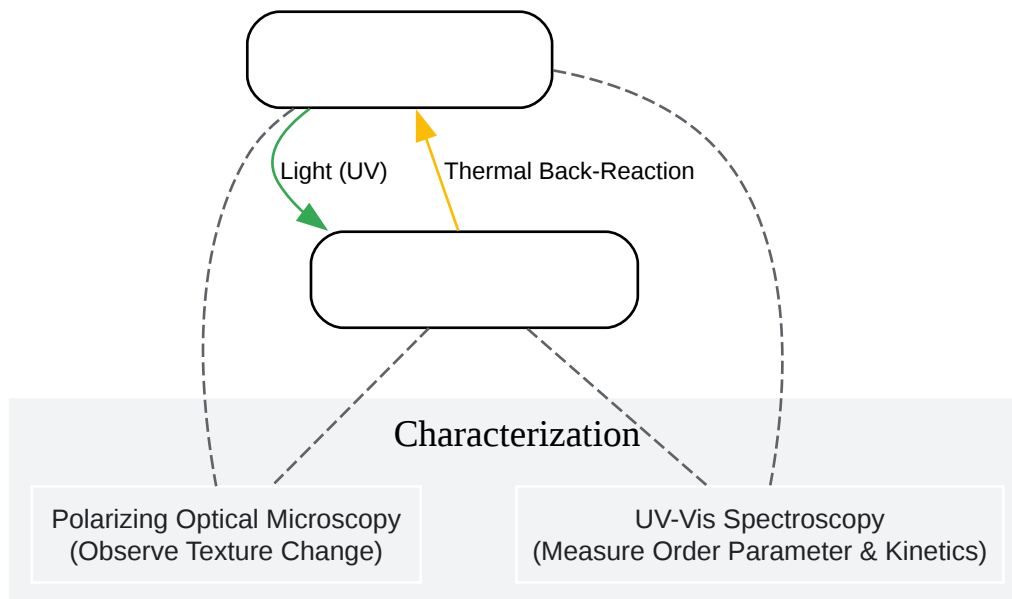 Light (UV)
Thermal Back-Reaction
Characterization
Polarizing Optical Microscopy
(Observe Texture Change)
UV-Vis Spectroscopy
(Measure Order Parameter & Kinetics)